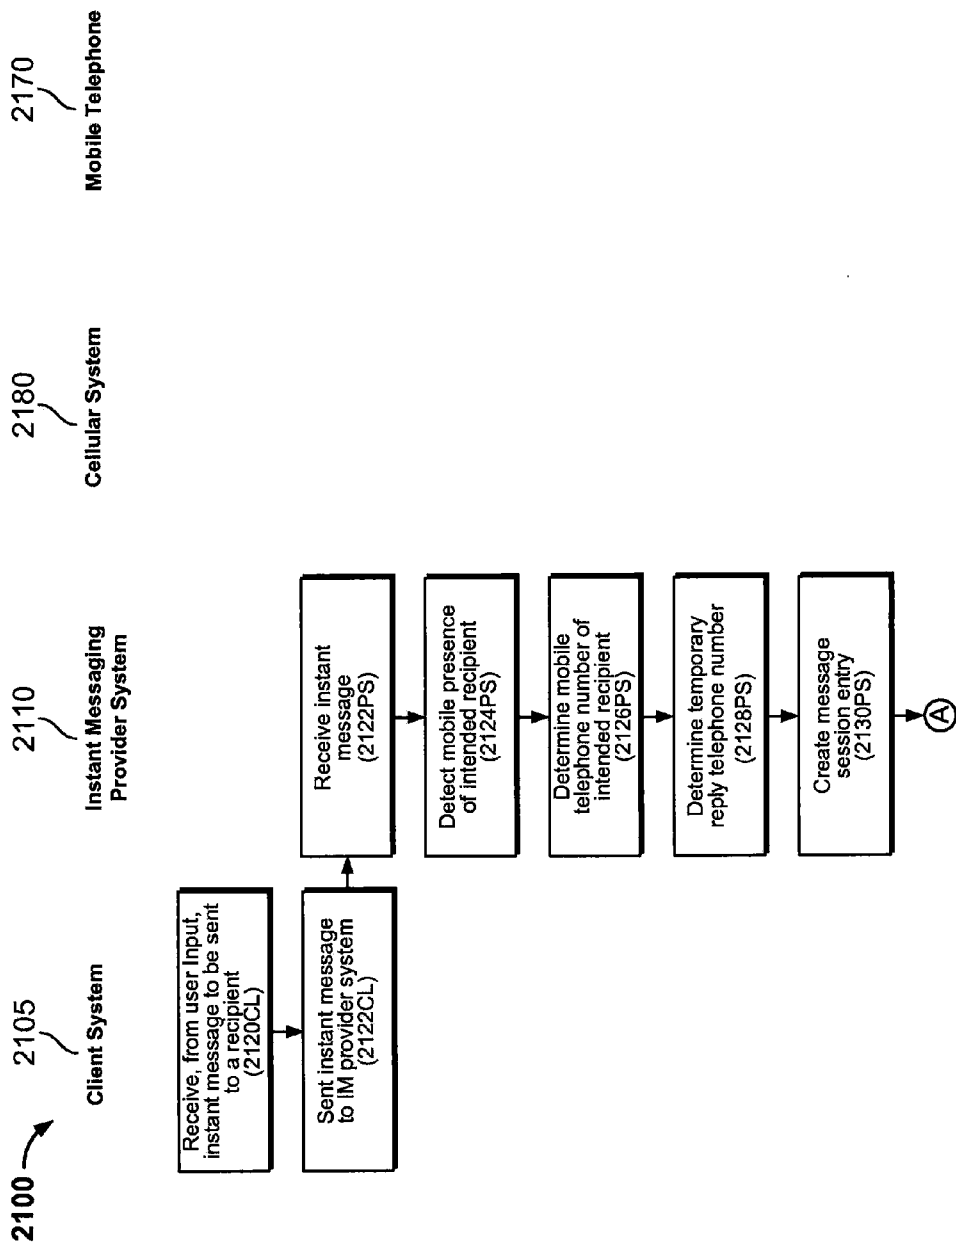 2100
2105
Client System
2110
Instant Messaging
Provider System
2180
Cellular System
2170
Mobile Telephone
Receive, from user Input,
instant message to be sent
to a recipient
(2120CL)
Sent instant message
to IM provider system
(2122CL)
Receive instant
message
(2122PS)
Detect mobile presence
of intended recipient
(2124PS)
Determine mobile
telephone number of
intended recipient
(2126PS)
Determine temporary
reply telephone number
(2128PS)
Create message
session entry
(2130PS)
A